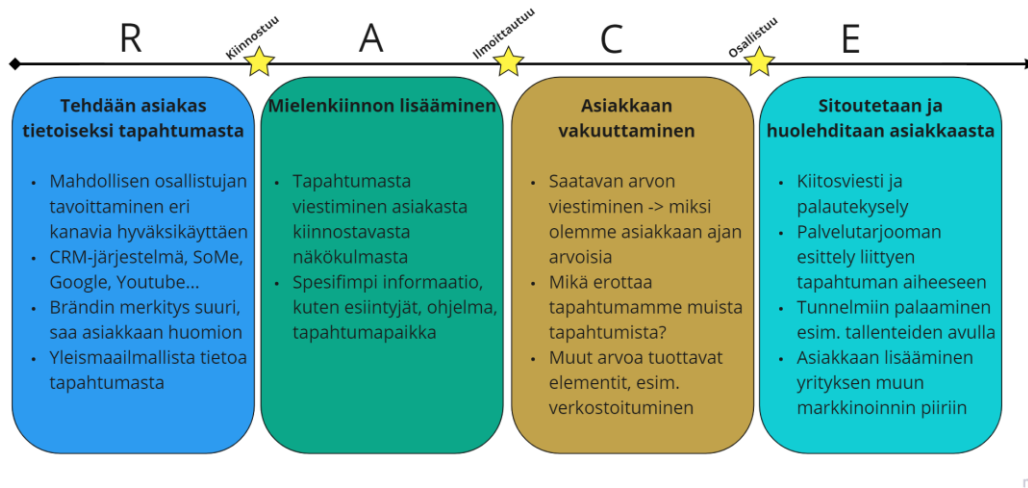 R
Kiinnostuu
A
Ilmoittautuu
C
Osallistuu
E
Tehdään asiakas
tietoiseksi tapahtumasta
• Mahdollisen osallistujan
tavoittaminen eri
kanavia hyväksikäyttäen
• CRM-järjestelmä, SoMe,
Google, Youtube...
• Brändin merkitys suuri,
saa asiakkaan huomion
• Yleismaailmallista tietoa
tapahtumasta
Mielenkiinnon lisääminen
• Tapahtumasta
viestiminen asiakasta
kiinnostavasta
näkökulmasta
• Spesifimpi informaatio,
kuten esiintyjät, ohjelma,
tapahtumapaikka
Asiakkaan
vakuuttaminen
• Saatavan arvon
viestiminen -> miksi
olemme asiakkaan ajan
arvoisia
• Mikä erottaa
tapahtumamme muista
tapahtumista?
• Muut arvoa tuottavat
elementit, esim.
verkostoituminen
Sitoutetaan ja
huolehditaan asiakkaasta
• Kiitosviesti ja
palautekysely
• Palvelutarjooman
esittely liittyen
tapahtuman aiheeseen
• Tunnelmiin palaaminen
esim. tallenteiden avulla
• Asiakkaan lisääminen
yrityksen muun
markkinoinnin piiriin